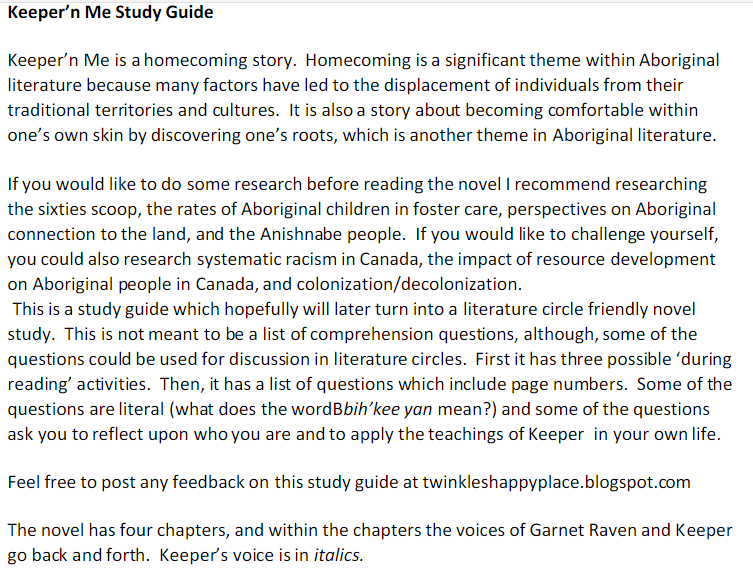 Keeper’n Me Study Guide
Keeper’n Me is a homecoming story.  Homecoming is a significant theme within Aboriginal
literature because many factors have led to the displacement of individuals from their
traditional territories and cultures.  It is also a story about becoming comfortable within
one’s own skin by discovering one’s roots, which is another theme in Aboriginal literature.
If you would like to do some research before reading the novel I recommend researching
the sixties scoop, the rates of Aboriginal children in foster care, perspectives on Aboriginal
connection to the land, and the Anishnabe people.  If you would like to challenge yourself,
you could also research systematic racism in Canada, the impact of resource development
on Aboriginal people in Canada, and colonization/decolonization.
This is a study guide which hopefully will later turn into a literature circle friendly novel
study.  This is not meant to be a list of comprehension questions, although, some of the
questions could be used for discussion in literature circles.  First it has three possible ‘during
reading’ activities.  Then, it has a list of questions which include page numbers.  Some of the
questions are literal (what does the wordBbih’kee yan mean?) and some of the questions
ask you to reflect upon who you are and to apply the teachings of Keeper  in your own life.
Feel free to post any feedback on this study guide at twinkleshappyplace.blogspot.com
The novel has four chapters, and within the chapters the voices of Garnet Raven and Keeper
go back and forth.  Keeper’s voice is in italics.